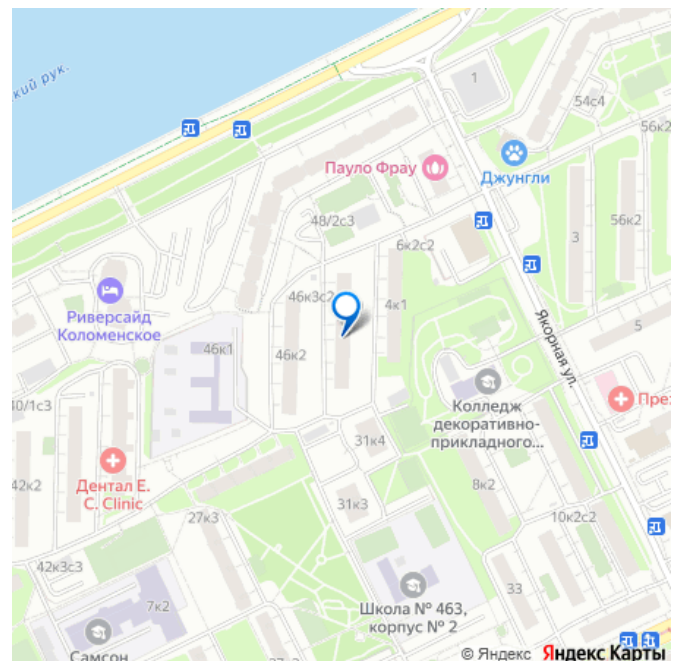 кий рук.
1
54с4
56к2
Пауло Фрау
Джунгли
48/2с3
6к2с2
3
56к2
Риверсайд
Коломенское
46к3с2
4к1
Якорная ул.
5
46к1
46к2
40/1с3
Колледж
декоративно-
прикладного...
През
31к4
Дентал Е.
С. Clinic
42к2
8к2
31к3
27к3
10к2с2
42к3с3
7к2
33
Школа № 463,
корпус № 2
Самсон
27к3
© Яндекс Яндекс Карты